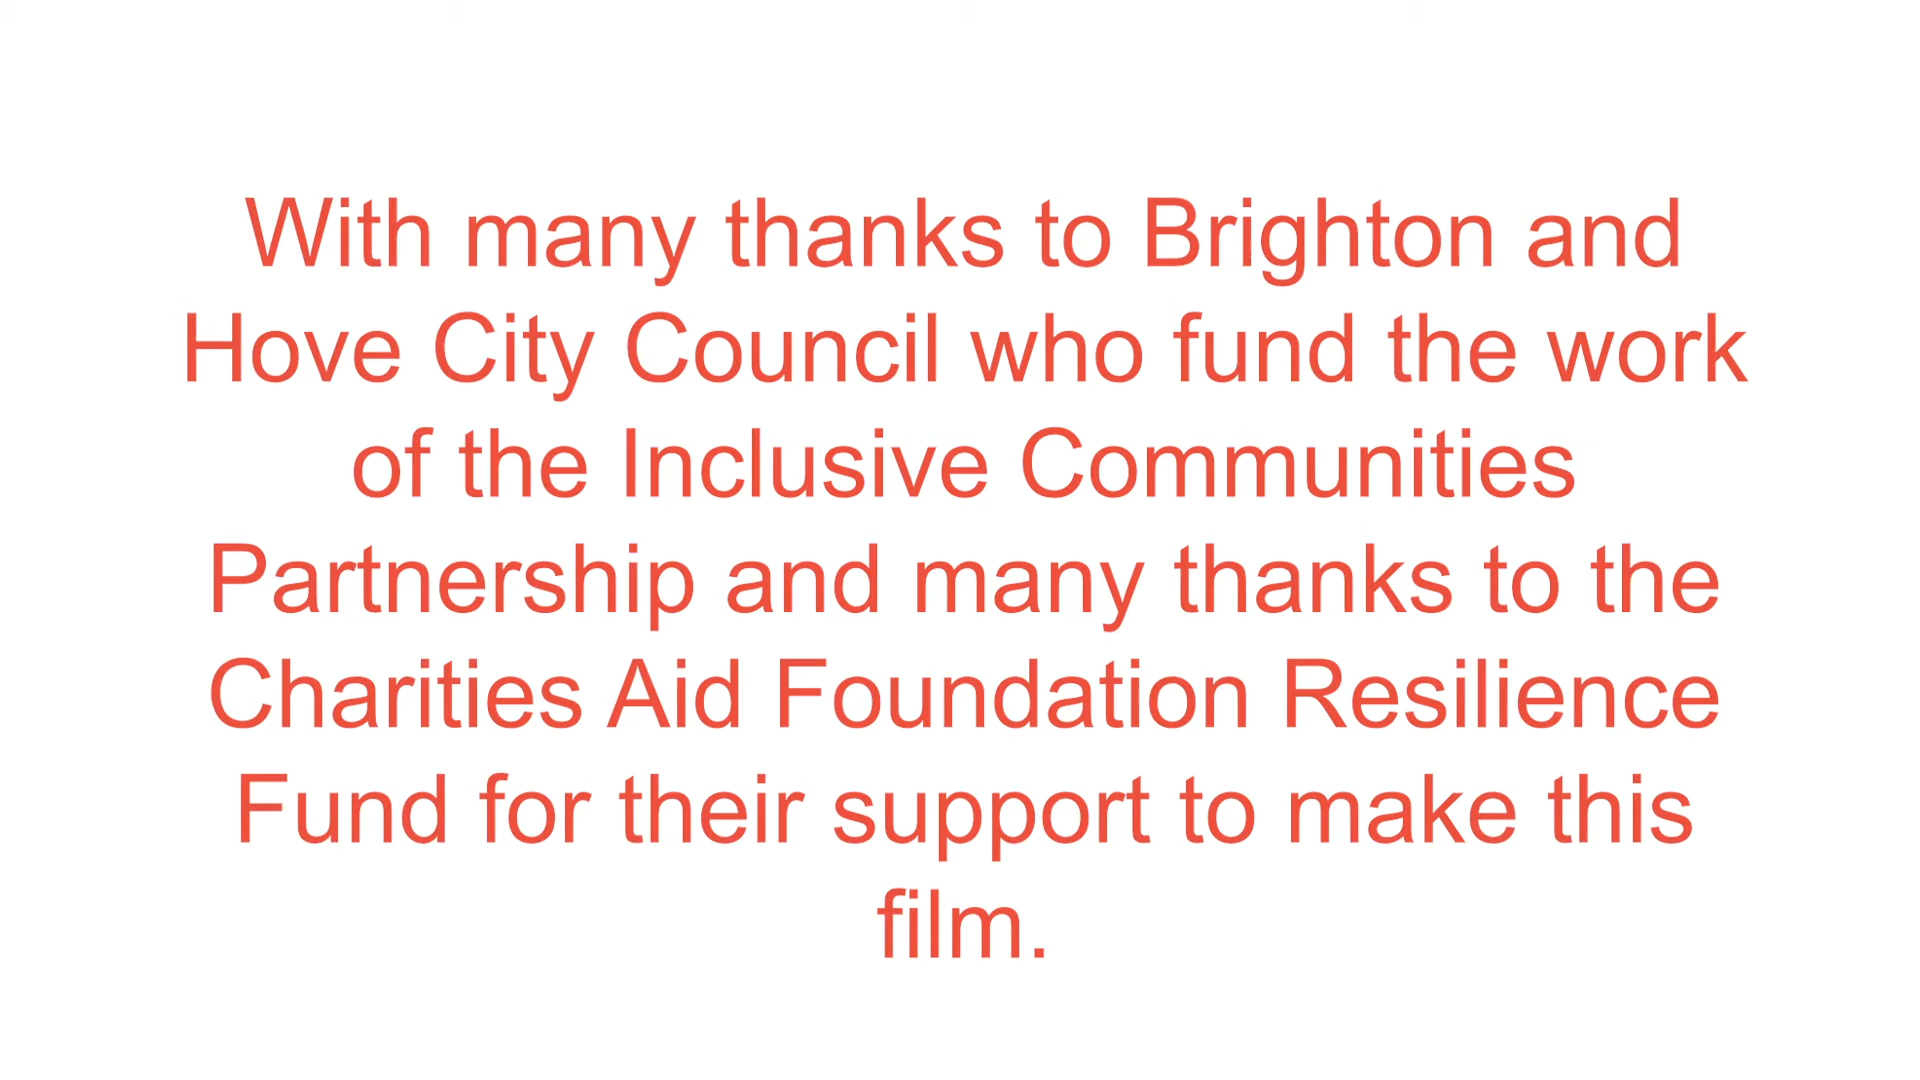 With many thanks to Brighton and
Hove City Council who fund the work
of the Inclusive Communities
Partnership and many thanks to the
Charities Aid Foundation Resilience
Fund for their support to make this
film.